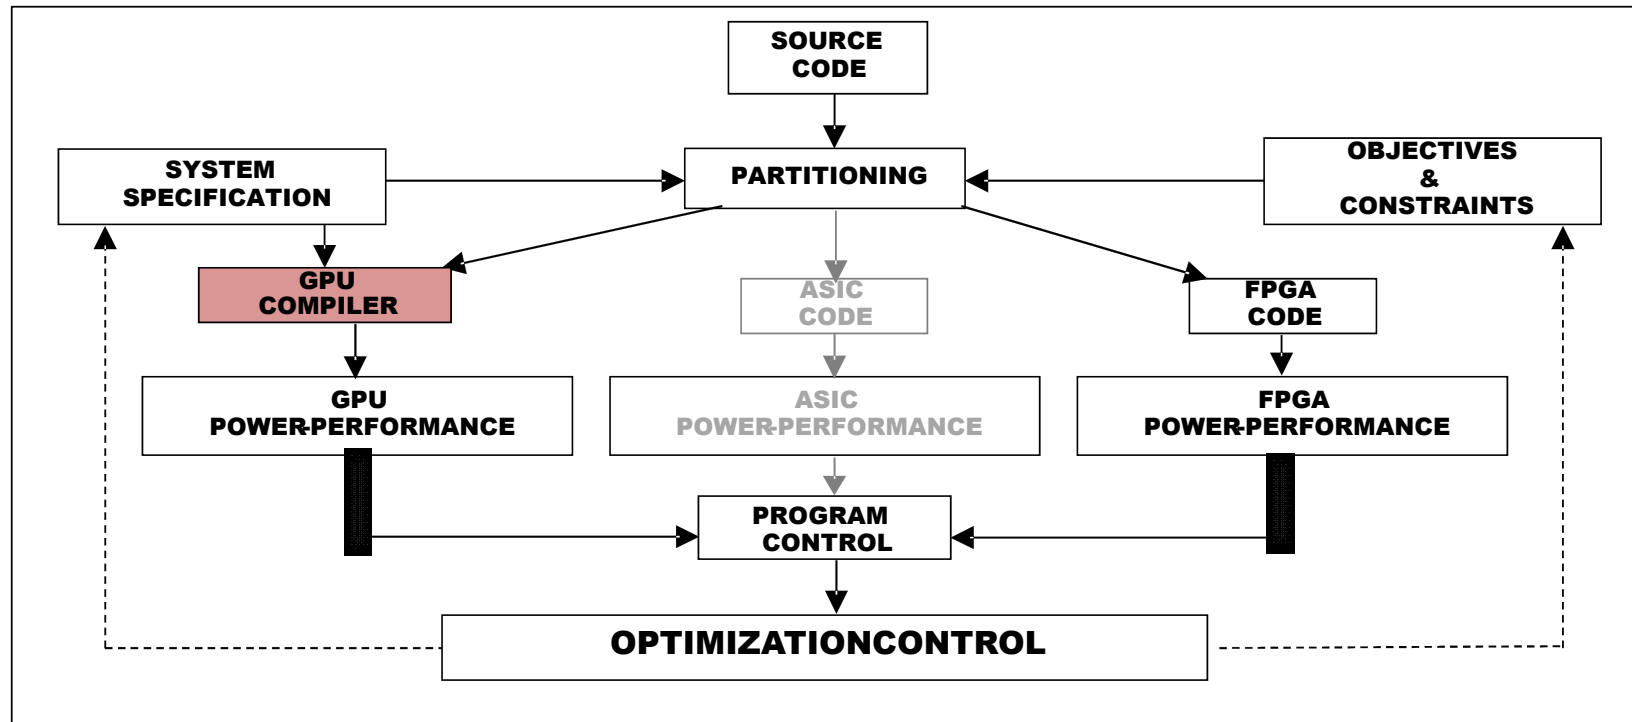 SOURCE
CODE
SYSTEM
SPECIFICATION
PARTITIONING
OBJECTIVES
&
CONSTRAINTS
GPU
COMPILER
ASIC
CODE
FPGA
CODE
GPU
POWER-PERFORMANCE
ASIC
POWER-PERFORMANCE
FPGA
POWER-PERFORMANCE
PROGRAM
CONTROL
OPTIMIZATIONCONTROL